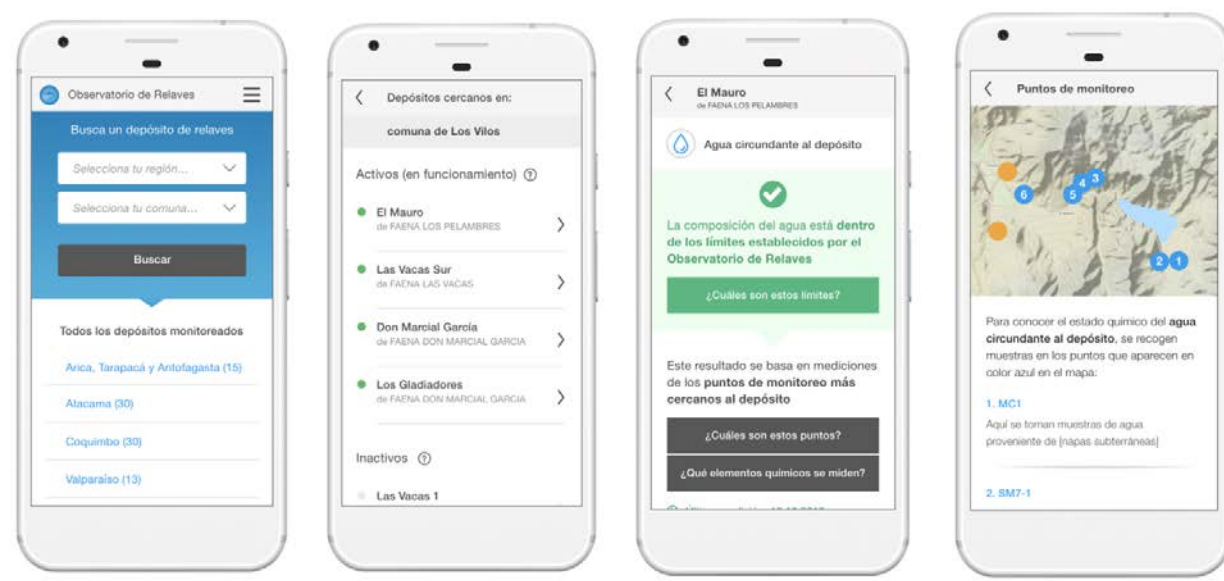 Observatorio de Relaves
Busca un depósito de relaves
Selecciona tu región...
Selecciona tu comuna...
Buscar
Todos los depósitos monitoreados
Arica, Tarapacá y Antofagasta (15)
Atacama (30)
Coquimbo (30)
Valparaíso (13)
Depósitos cercanos en:
comuna de Los Vilos
Activos (en funcionamiento) ?
El Mauro
de FAENA LOS PELAMBRES
Las Vacas Sur
de FAENA LAS VACAS
Don Marcial García
de FAENA DON MARCIAL GARCIA
Los Gladiadores
de FAENA DON MARCIAL GARCIA
Inactivos ?
Las Vacas 1
El Mauro
de FAENA LOS PELAMBRES
Agua circundante al depósito
La composición del agua está dentro
de los límites establecidos por el
Observatorio de Relaves
¿Cuáles son estos límites?
Este resultado se basa en mediciones
de los puntos de monitoreo más
cercanos al depósito
¿Cuáles son estos puntos?
¿Qué elementos químicos se miden?
Puntos de monitoreo
3
4
5
6
2
1
Para conocer el estado químico del agua
circundante al depósito, se recogen
muestras en los puntos que aparecen en
color azul en el mapa:
1. MC1
Aquí se toman muestras de agua
proveniente de [napas subterráneas]
2. SM7-1